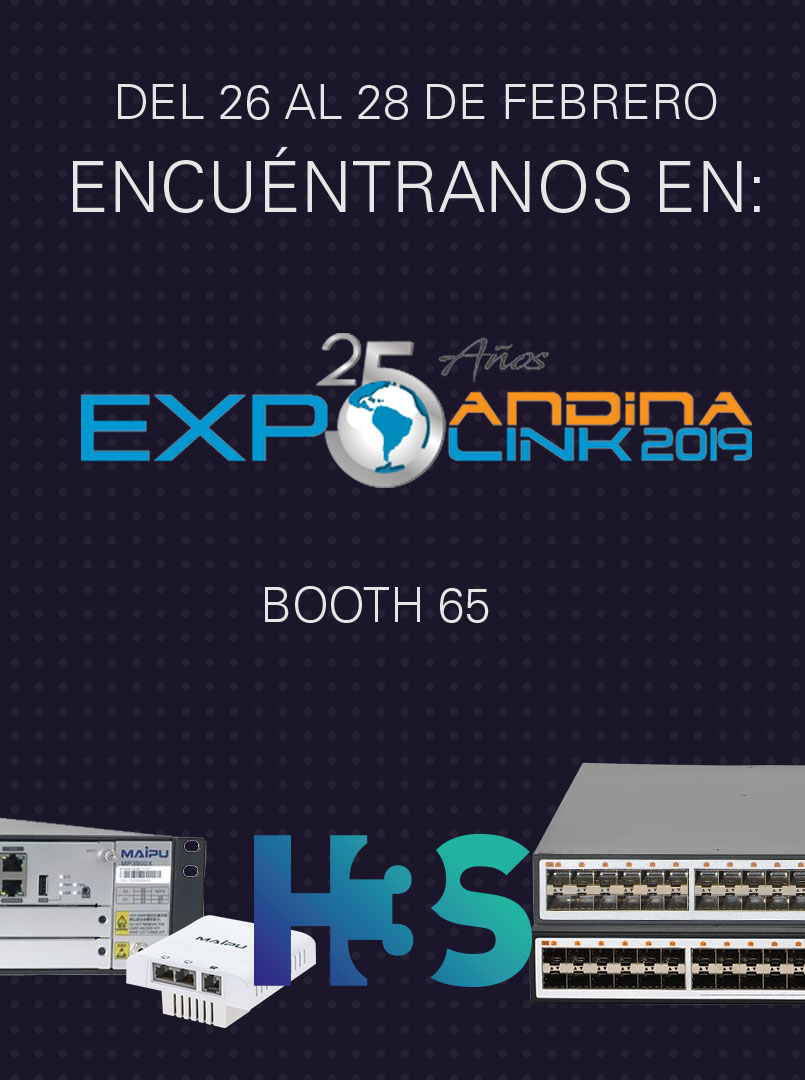 DEL 26 AL 28 DE FEBRERO
ENCUÉNTRANOS EN:
25 Años
EXPO ANDINA
LINK 2019
BOOTH 65
MAIPU
MP3900X
MAIPU
H3S